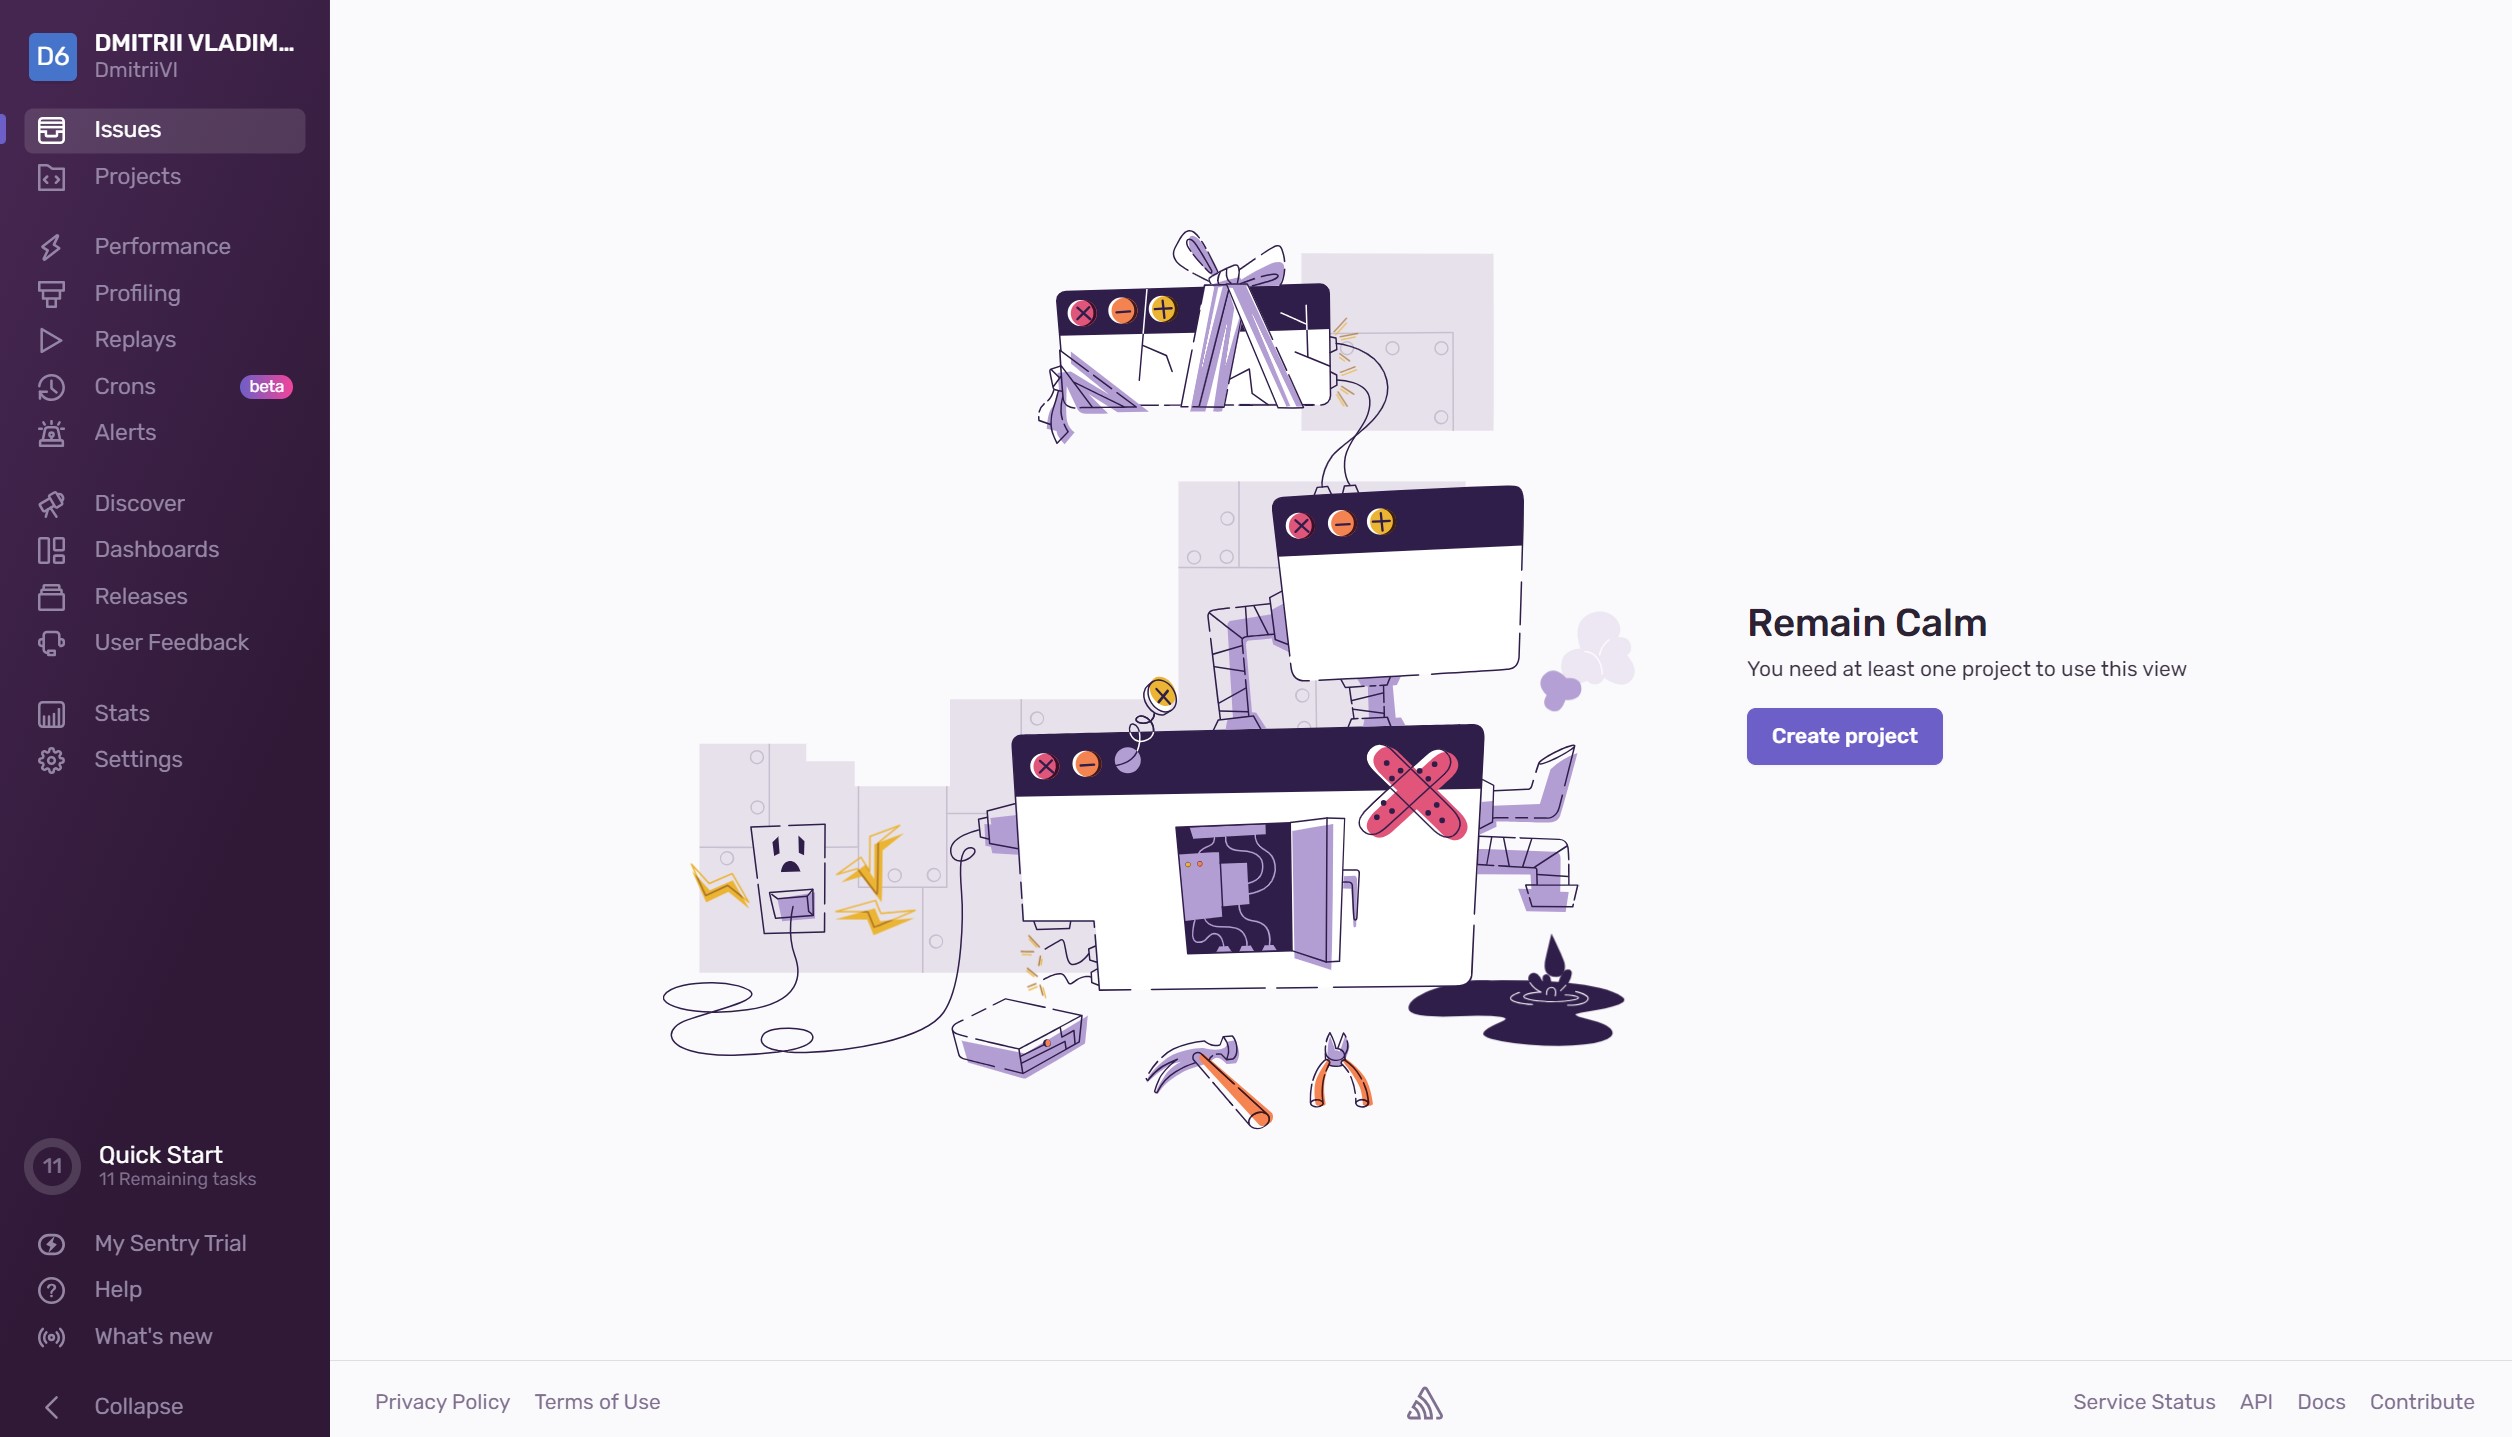 D6
DMITRII VLADIM...
DmitriiVl
Issues
Projects
Performance
Profiling
Replays
Crons
beta
Alerts
Discover
Dashboards
Releases
User Feedback
Stats
Settings
11
Quick Start
11 Remaining tasks
My Sentry Trial
Help
What's new
Collapse
Remain Calm
You need at least one project to use this view
Create project
Privacy Policy Terms of Use
Service Status API Docs Contribute